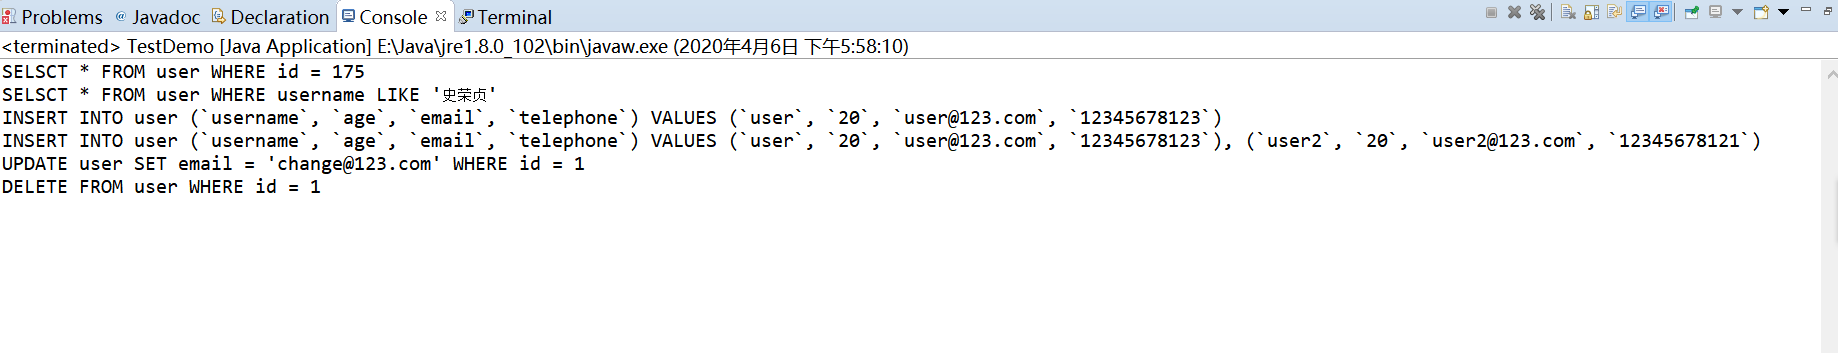 Problems @ Javadoc Declaration Console Terminal
<terminated> TestDemo [Java Application] E:\Java\jre1.8.0_102\bin\javaw.exe (2020年4月6日 下午5:58:10)
SELSCT * FROM user WHERE id = 175
SELSCT * FROM user WHERE username LIKE '史荣贞'
INSERT INTO user (`username`, `age`, `email`, `telephone`) VALUES (`user`, `20`, `user@123.com`, `12345678123`)
INSERT INTO user (`username`, `age`, `email`, `telephone`) VALUES (`user`, `20`, `user@123.com`, `12345678123`), (`user2`, `20`, `user2@123.com`, `12345678121`)
UPDATE user SET email = 'change@123.com' WHERE id = 1
DELETE FROM user WHERE id = 1